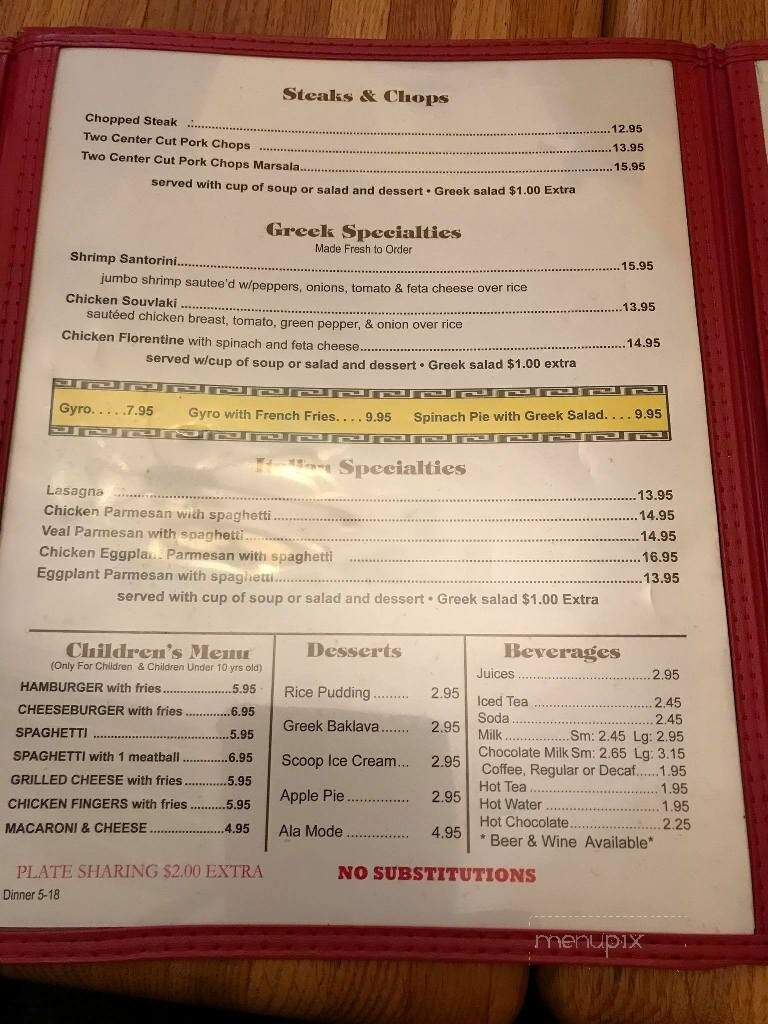 Steaks & Chops
Chopped Steak ..................12.95
Two Center Cut Pork Chops ..................13.95
Two Center Cut Pork Chops Marsala..................15.95
served with cup of soup or salad and dessert • Greek salad $1.00 Extra
Greek Specialties
Made Fresh to Order
Shrimp Santorini..................15.95
jumbo shrimp sautee'd w/peppers, onions, tomato & feta cheese over rice
Chicken Souvlaki ..................13.95
sautéed chicken breast, tomato, green pepper, & onion over rice
Chicken Florentine with spinach and feta cheese..................14.95
served w/cup of soup or salad and dessert • Greek salad $1.00 extra
Gyro. . . . .7.95 Gyro with French Fries. . . . 9.95 Spinach Pie with Greek Salad. . . . 9.95
Italian Specialties
Lasagna ..................13.95
Chicken Parmesan with spaghetti..................14.95
Veal Parmesan with spaghetti..................14.95
Chicken Eggplant Parmesan with spaghetti ..................16.95
Eggplant Parmesan with spaghetti..................13.95
served with cup of soup or salad and dessert • Greek salad $1.00 Extra
Children's Menu
(Only For Children & Children Under 10 yrs old)
HAMBURGER with fries..................5.95
CHEESEBURGER with fries ............6.95
SPAGHETTI ..................5.95
SPAGHETTI with 1 meatball ............6.95
GRILLED CHEESE with fries............5.95
CHICKEN FINGERS with fries ..........5.95
MACARONI & CHEESE ..................4.95
Desserts
Rice Pudding ......... 2.95
Greek Baklava....... 2.95
Scoop Ice Cream... 2.95
Apple Pie ............... 2.95
Ala Mode ............... 4.95
Beverages
Juices ..................2.95
Iced Tea ..................2.45
Soda ..................2.45
Milk ...............Sm: 2.45 Lg: 2.95
Chocolate Milk Sm: 2.65 Lg: 3.15
Coffee, Regular or Decaf......1.95
Hot Tea ..................1.95
Hot Water ..................1.95
Hot Chocolate..................2.25
* Beer & Wine Available*
PLATE SHARING $2.00 EXTRA
NO SUBSTITUTIONS
Dinner 5-18
menupix